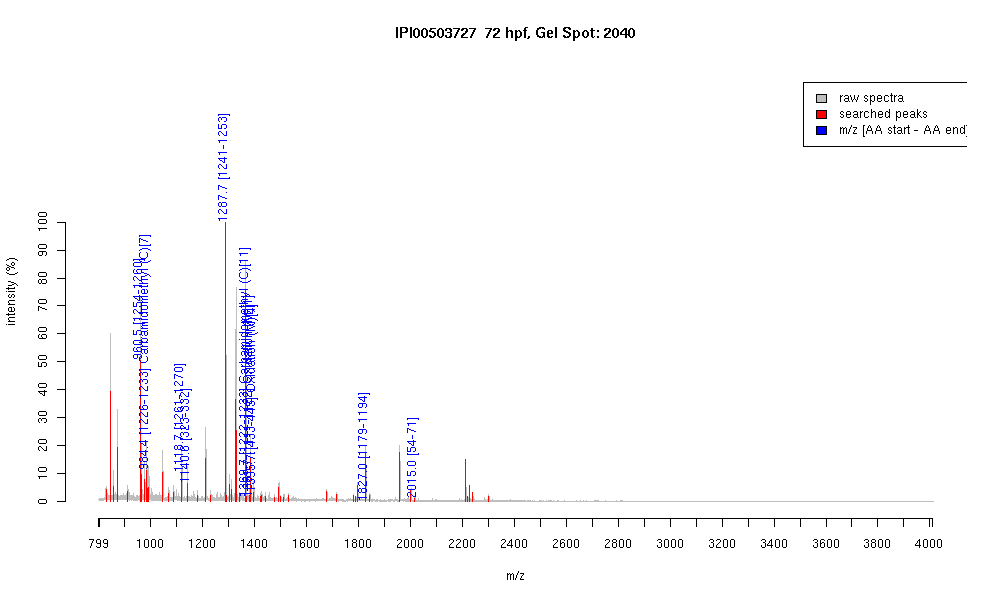 IPI00503727 72 hpf, Gel Spot: 2040
raw spectra
searched peaks
m/z [AA start - AA end]
1287.7 [1241-1253]
960.5 [1254-1260]
984.4 [1226-1233] Carbamidomethyl (C)[7]
1118.7 [1261-1270]
1140.6 [323-332]
1827.0 [1179-1194]
2015.0 [54-71]
intensity (%)
0 10 20 30 40 50 60 70 80 90 100
799 1000 1200 1400 1600 1800 2000 2200 2400 2600 2800 3000 3200 3400 3600 3800 4000
m/z